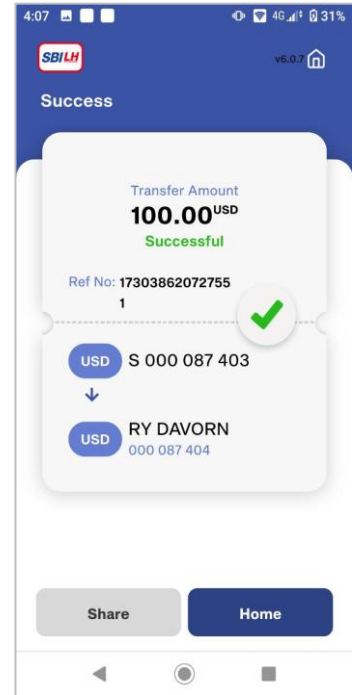 4:07 4G 31%
SBILH
v6.0.7
Success
Transfer Amount
100.00USD
Successful
Ref No: 17303862072755
1
USD S 000 087 403
USD RY DAVORN
000 087 404
Share Home